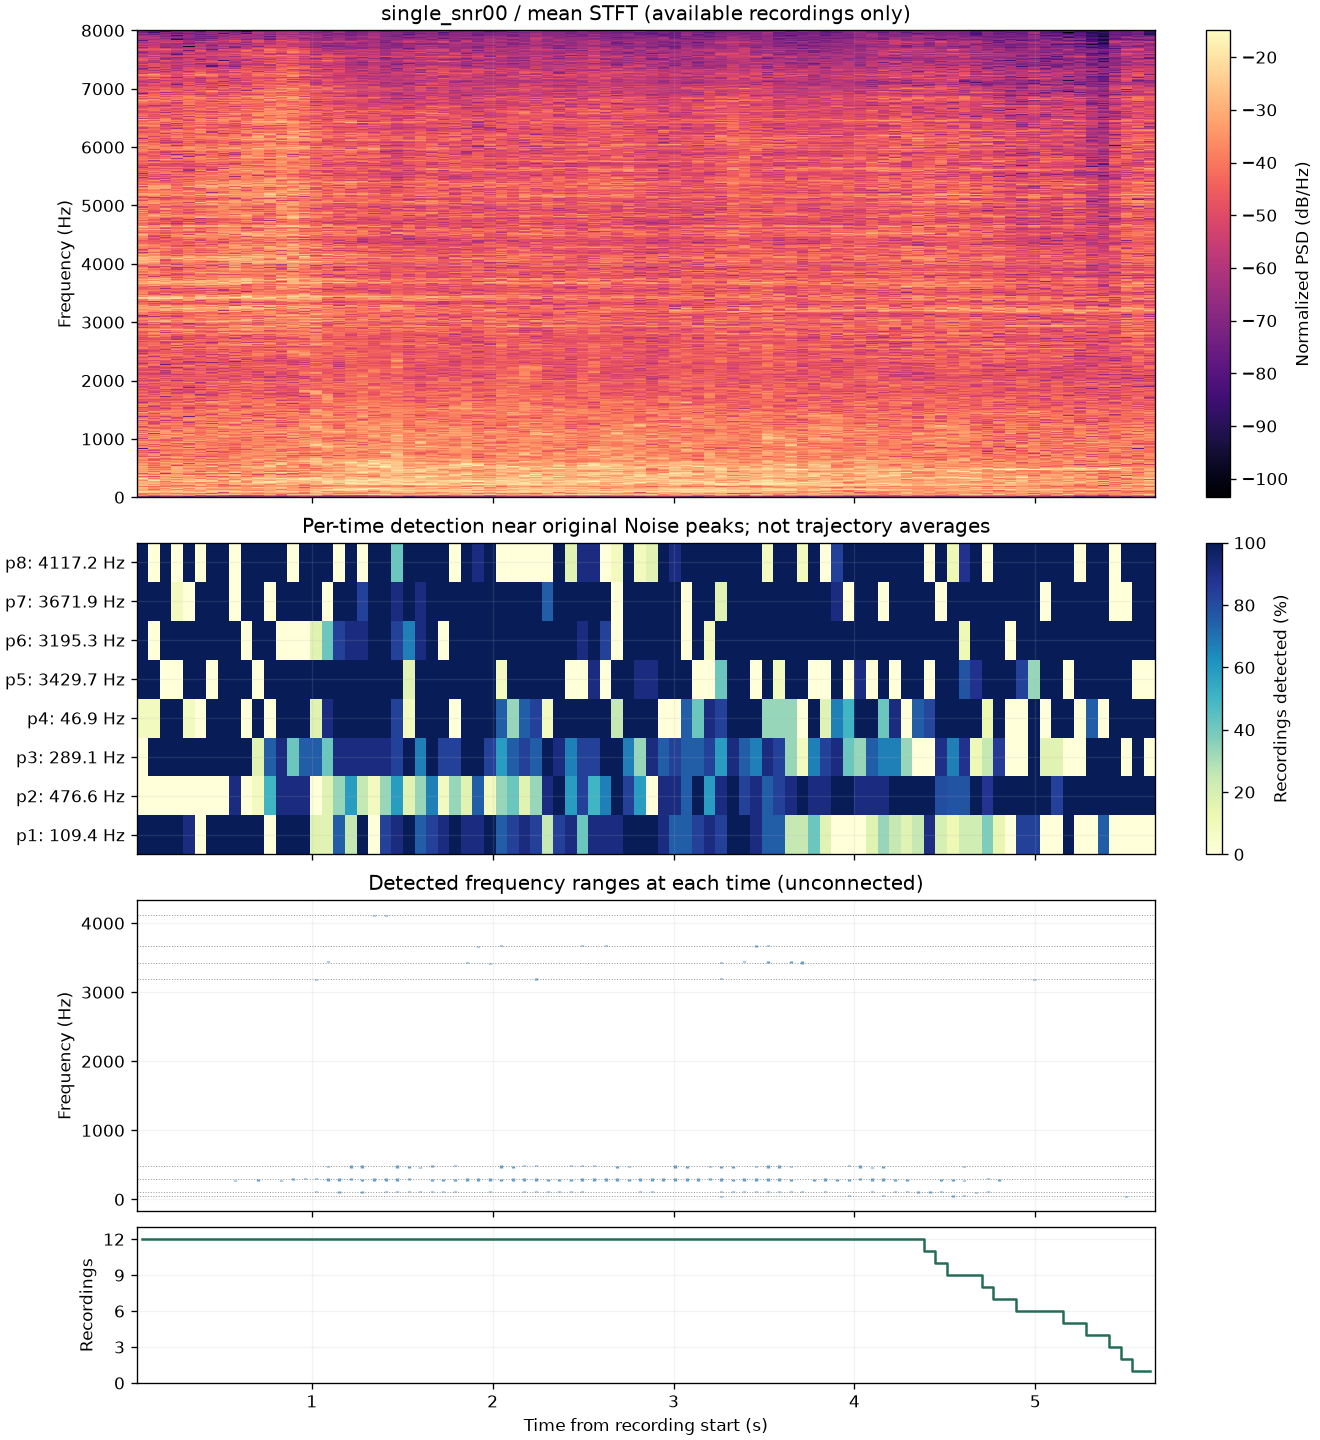 single_snr00 / mean STFT (available recordings only)
8000
7000
6000
5000
4000
3000
2000
1000
0
Frequency (Hz)
−20
−30
−40
−50
−60
−70
−80
−90
−100
Normalized PSD (dB/Hz)
Per-time detection near original Noise peaks; not trajectory averages
p8: 4117.2 Hz
p7: 3671.9 Hz
p6: 3195.3 Hz
p5: 3429.7 Hz
p4: 46.9 Hz
p3: 289.1 Hz
p2: 476.6 Hz
p1: 109.4 Hz
100
80
60
40
20
0
Recordings detected (%)
Detected frequency ranges at each time (unconnected)
4000
3000
2000
1000
0
Frequency (Hz)
12
9
6
3
0
Recordings
1 2 3 4 5
Time from recording start (s)